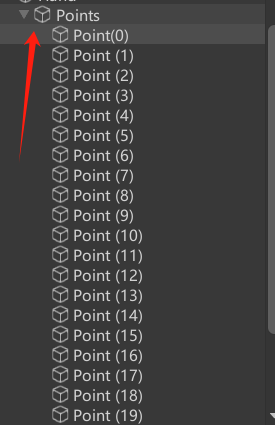 Points
Point(0)
Point (1)
Point (2)
Point (3)
Point (4)
Point (5)
Point (6)
Point (7)
Point (8)
Point (9)
Point (10)
Point (11)
Point (12)
Point (13)
Point (14)
Point (15)
Point (16)
Point (17)
Point (18)
Point (19)